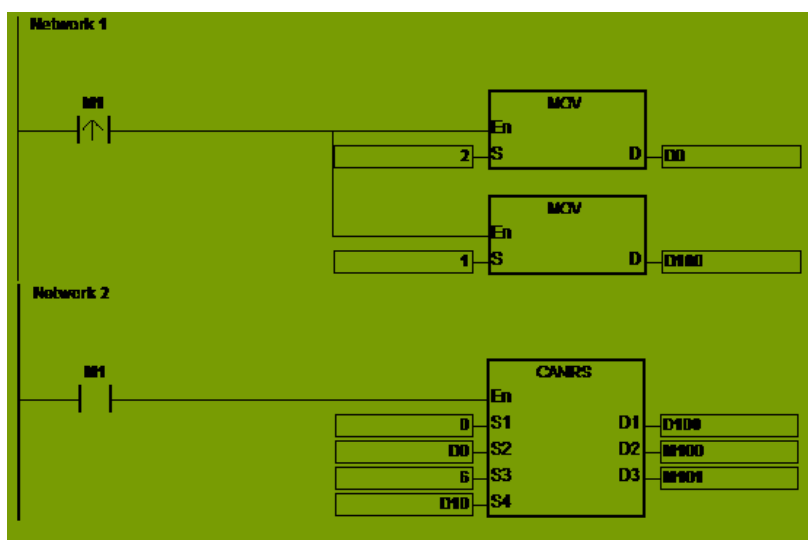 Network 1
M1
MOV
En
2 S D D0
MOV
En
1 S D D100
Network 2
M1
CANRS
En
0 S1 D1 D100
D0 S2 D2 M100
6 S3 D3 M101
D10 S4